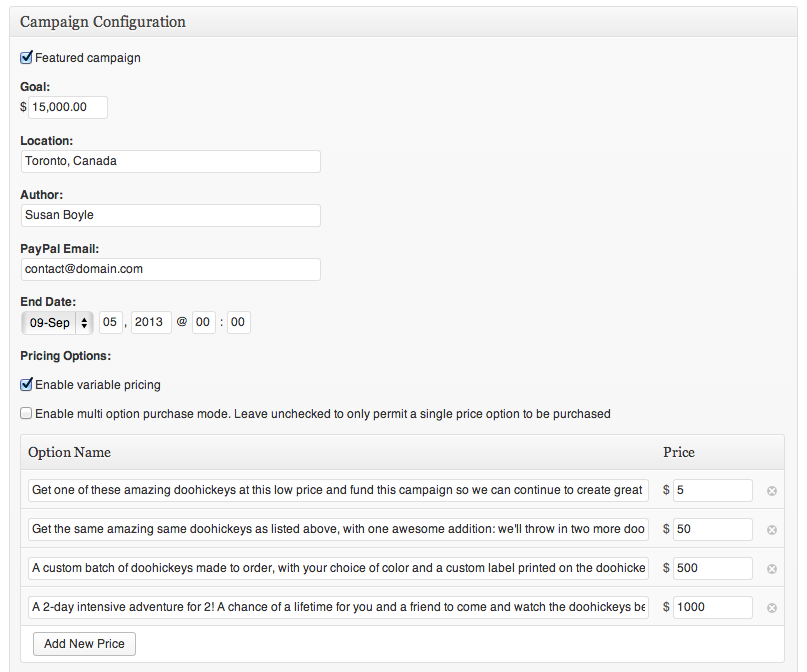 Campaign Configuration
Featured campaign
Goal:
$ 15,000.00
Location:
Toronto, Canada
Author:
Susan Boyle
PayPal Email:
contact@domain.com
End Date:
09-Sep 05 , 2013 @ 00 : 00
Pricing Options:
Enable variable pricing
Enable multi option purchase mode. Leave unchecked to only permit a single price option to be purchased
Option Name Price
Get one of these amazing doohickeys at this low price and fund this campaign so we can continue to create great $ 5
Get the same amazing same doohickeys as listed above, with one awesome addition: we'll throw in two more doo $ 50
A custom batch of doohickeys made to order, with your choice of color and a custom label printed on the doohicke $ 500
A 2-day intensive adventure for 2! A chance of a lifetime for you and a friend to come and watch the doohickeys be $ 1000
Add New Price